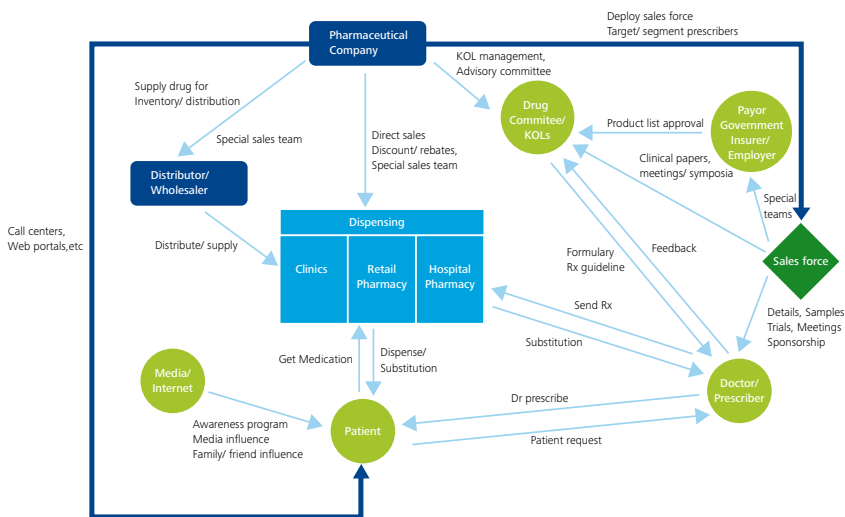 Deploy sales force
Target/ segment prescribers
Pharmaceutical
Company
KOL management,
Advisory committee
Supply drug for
Inventory/ distribution
Special sales team
Direct sales
Discount/ rebates,
Special sales team
Drug
Commitee/
KOLs
Product list approval
Payor
Government
Insurer/
Employer
Clinical papers,
meetings/ symposia
Special
teams
Distributor/
Wholesaler
Call centers,
Web portals,etc
Distribute/ supply
Dispensing
Clinics
Retail
Pharmacy
Hospital
Pharmacy
Formulary
Rx guideline
Feedback
Sales force
Send Rx
Substitution
Details, Samples
Trials, Meetings
Sponsorship
Get Medication
Dispense/
Substitution
Media/
Internet
Doctor/
Prescriber
Dr prescribe
Awareness program
Media influence
Family/ friend influence
Patient
Patient request